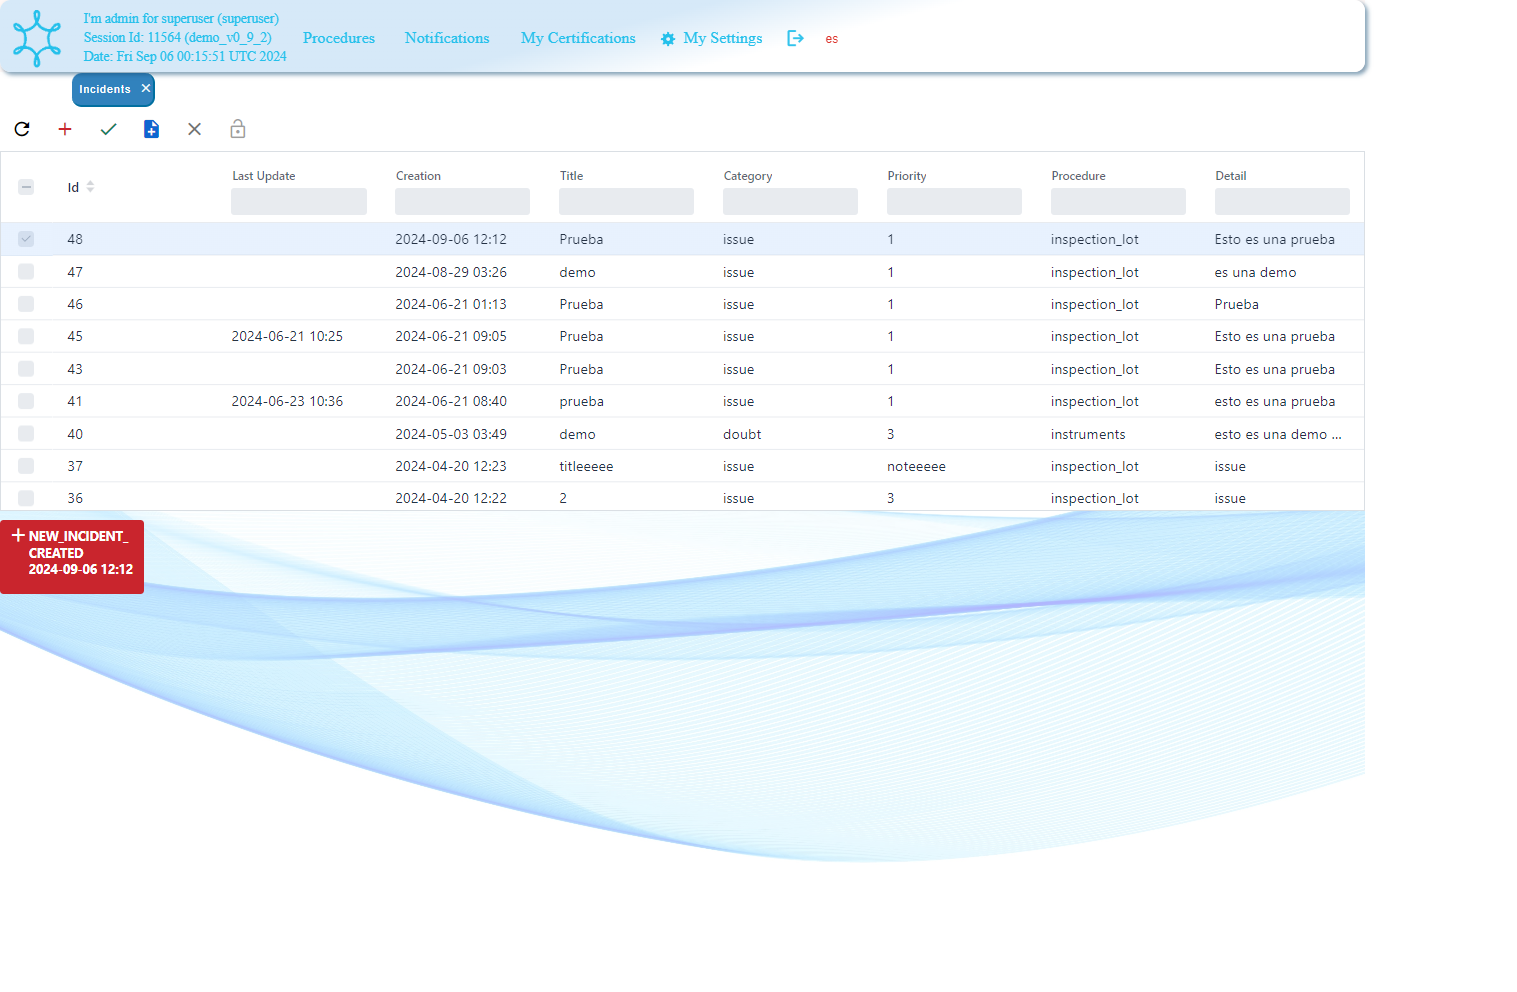 I'm admin for superuser (superuser)
Session Id: 11564 (demo_v0_9_2)
Date: Fri Sep 06 00:15:51 UTC 2024
Procedures Notifications My Certifications My Settings es
Incidents
Id Last Update Creation Title Category Priority Procedure Detail
48 2024-09-06 12:12 Prueba issue 1 inspection_lot Esto es una prueba
47 2024-08-29 03:26 demo issue 1 inspection_lot es una demo
46 2024-06-21 01:13 Prueba issue 1 inspection_lot Prueba
45 2024-06-21 10:25 2024-06-21 09:05 Prueba issue 1 inspection_lot Esto es una prueba
43 2024-06-21 09:03 Prueba issue 1 inspection_lot Esto es una prueba
41 2024-06-23 10:36 2024-06-21 08:40 prueba issue 1 inspection_lot esto es una prueba
40 2024-05-03 03:49 demo doubt 3 instruments esto es una demo ...
37 2024-04-20 12:23 titleeeee issue noteeeee inspection_lot issue
36 2024-04-20 12:22 2 issue 3 inspection_lot issue
NEW_INCIDENT_
CREATED
2024-09-06 12:12